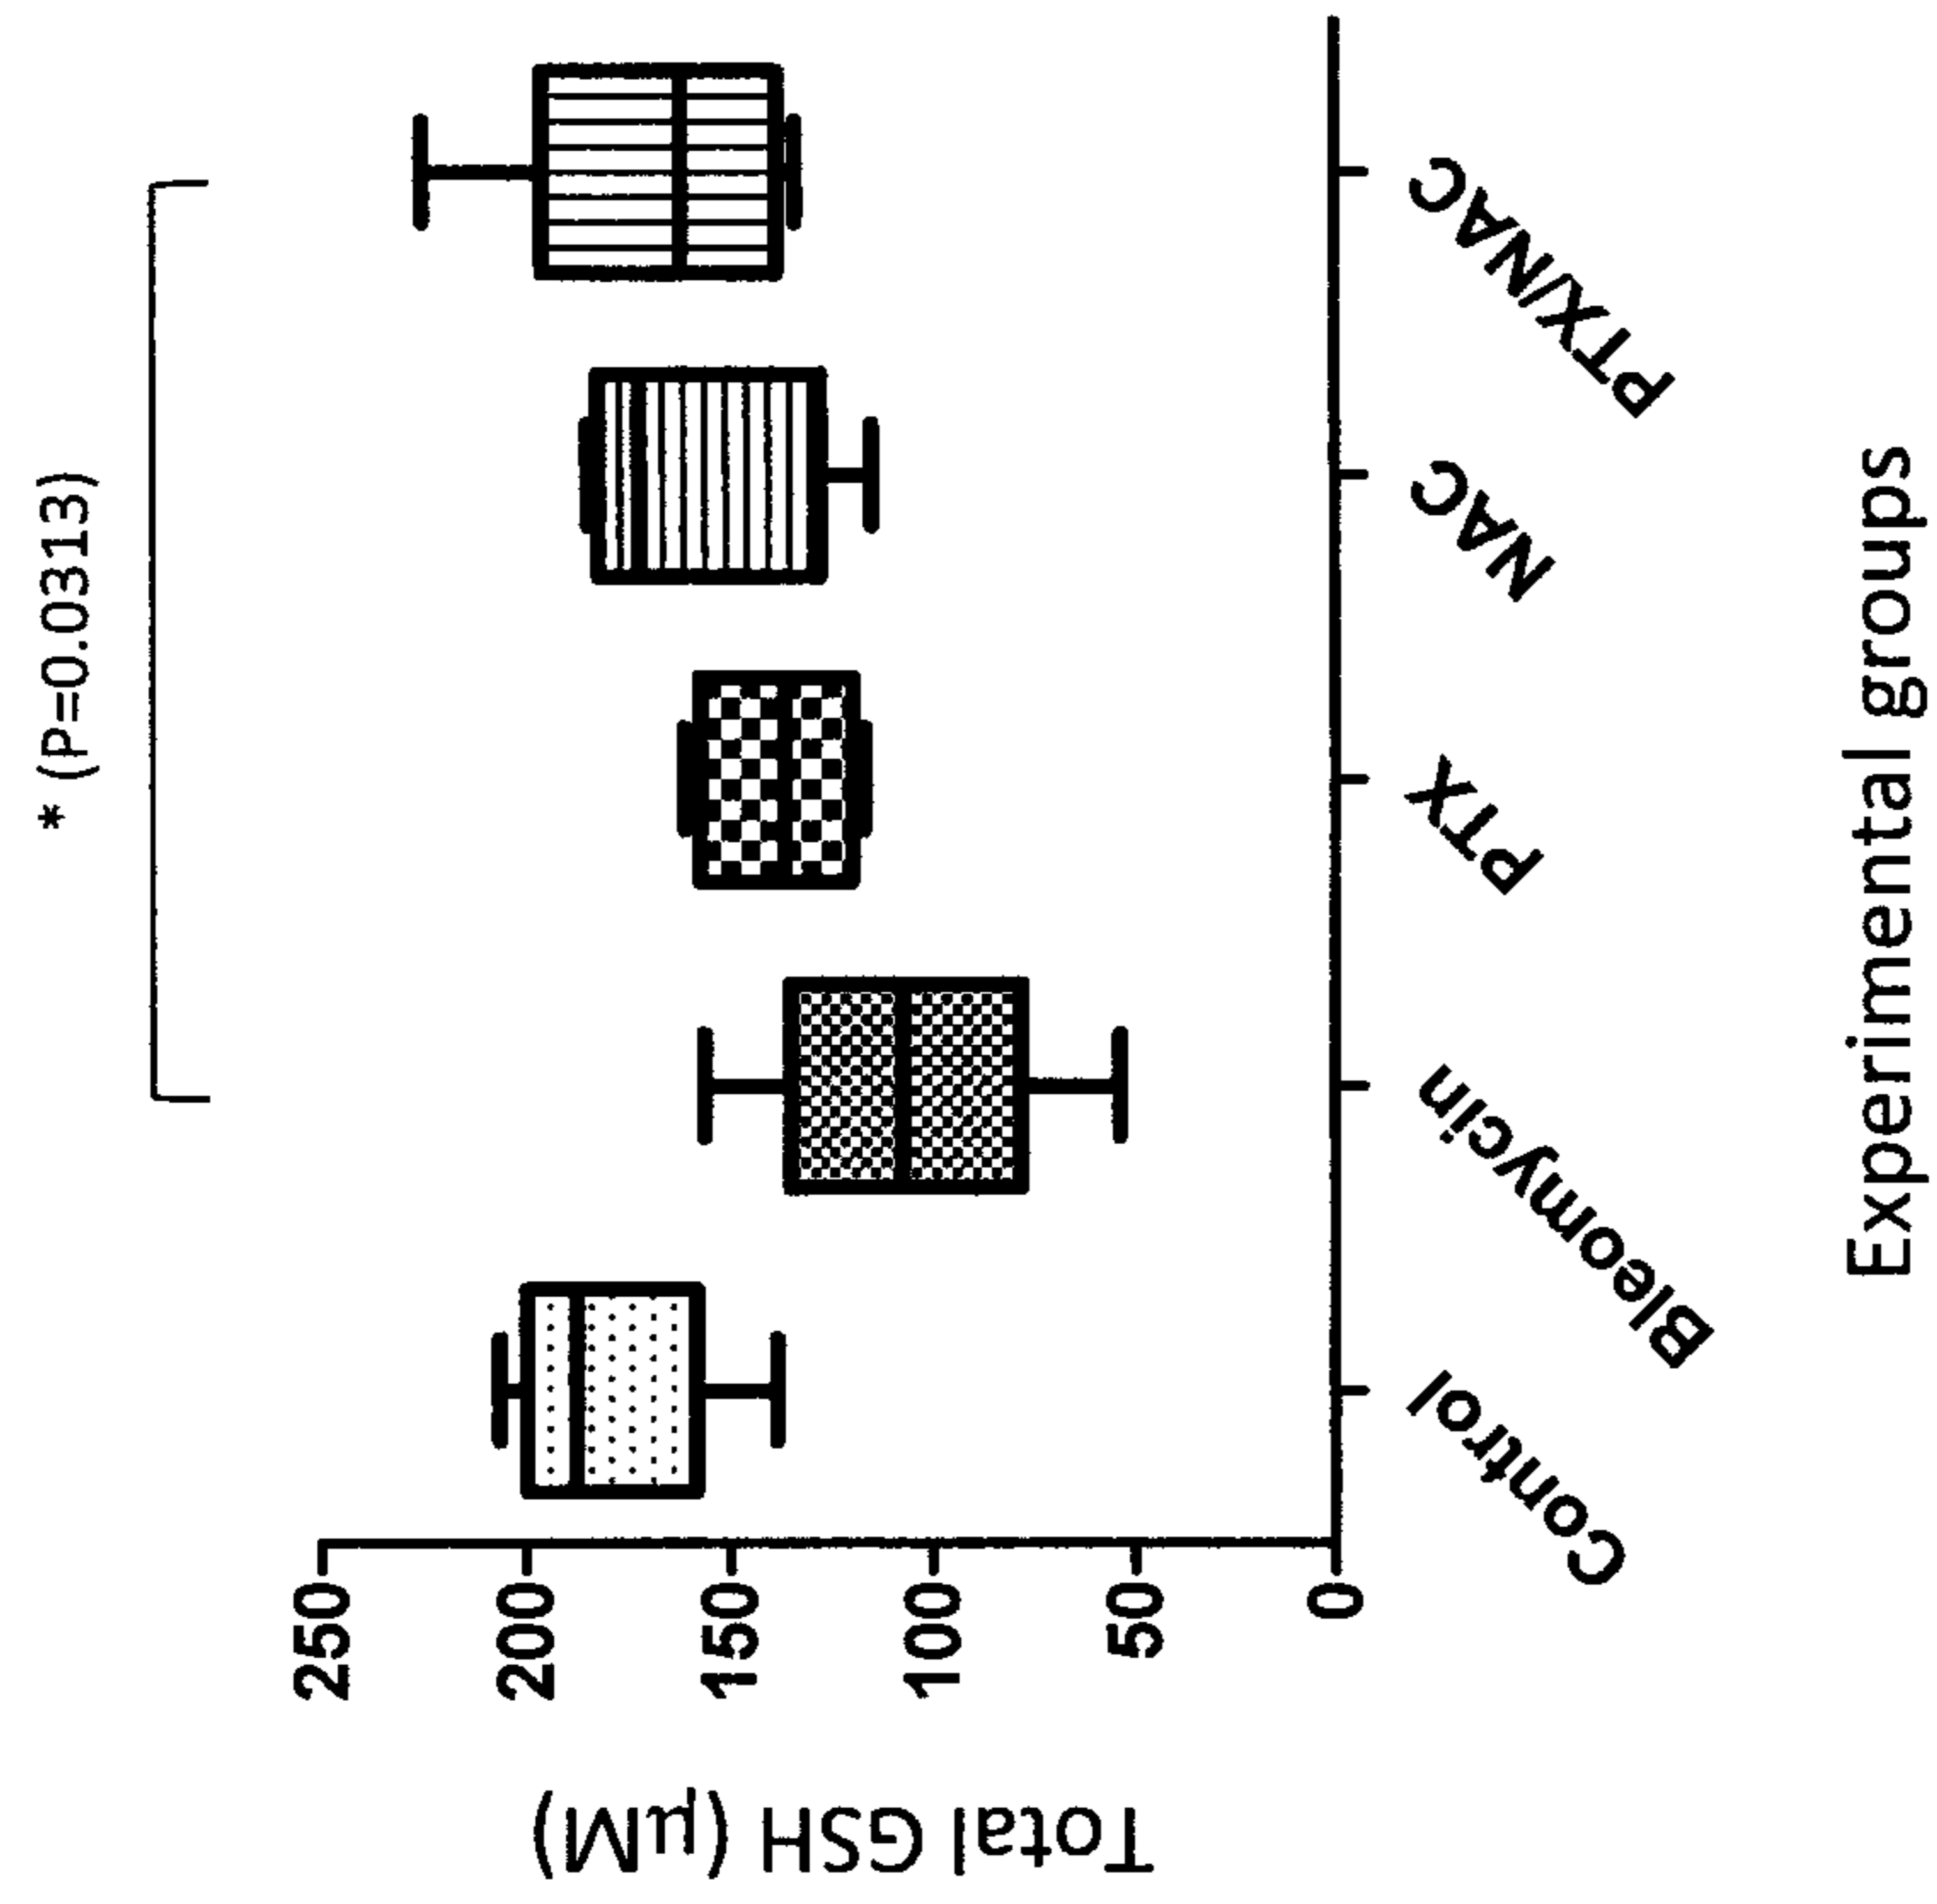 * (P=0.0313)
Total GSH (µM)
250
200
150
100
50
0
Control
Bleomycin
PTX
NAC
PTX/NAC
Experimental groups